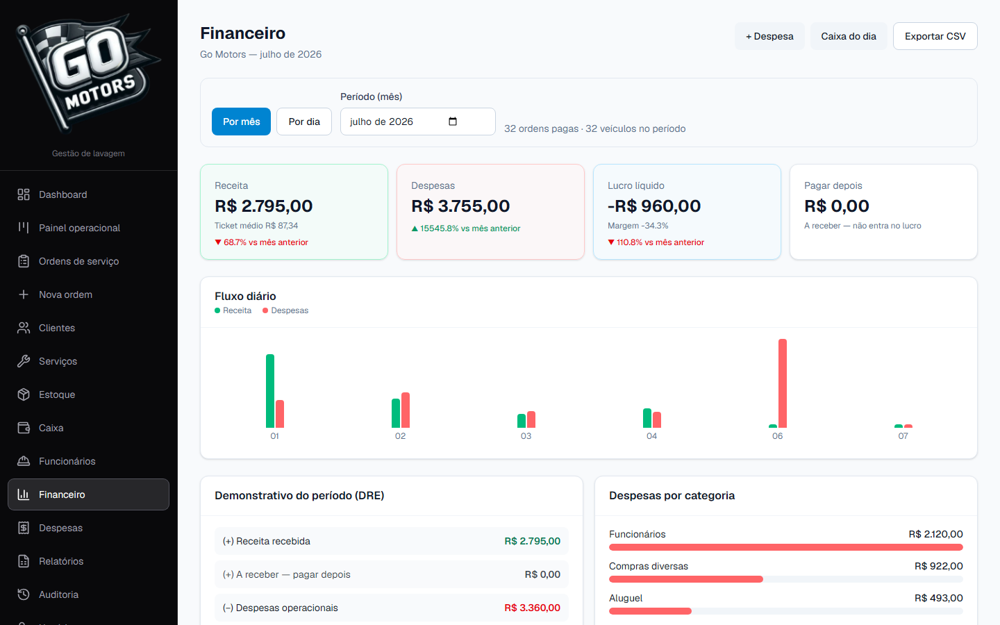 GO
MOTORS
Gestão de lavagem
Dashboard
Painel operacional
Ordens de serviço
Nova ordem
Clientes
Serviços
Estoque
Caixa
Funcionários
Financeiro
Despesas
Relatórios
Auditoria
Financeiro
Go Motors — julho de 2026
+ Despesa
Caixa do dia
Exportar CSV
Período (mês)
Por mês
Por dia
julho de 2026
32 ordens pagas · 32 veículos no período
Receita
R$ 2.795,00
Ticket médio R$ 87,34
▼ 68.7% vs mês anterior
Despesas
R$ 3.755,00
▲ 15545.8% vs mês anterior
Lucro líquido
-R$ 960,00
Margem -34.3%
▼ 110.8% vs mês anterior
Pagar depois
R$ 0,00
A receber — não entra no lucro
Fluxo diário
Receita
Despesas
01
02
03
04
06
07
Demonstrativo do período (DRE)
(+) Receita recebida
R$ 2.795,00
(+) A receber — pagar depois
R$ 0,00
(−) Despesas operacionais
R$ 3.360,00
Despesas por categoria
Funcionários
R$ 2.120,00
Compras diversas
R$ 922,00
Aluguel
R$ 493,00